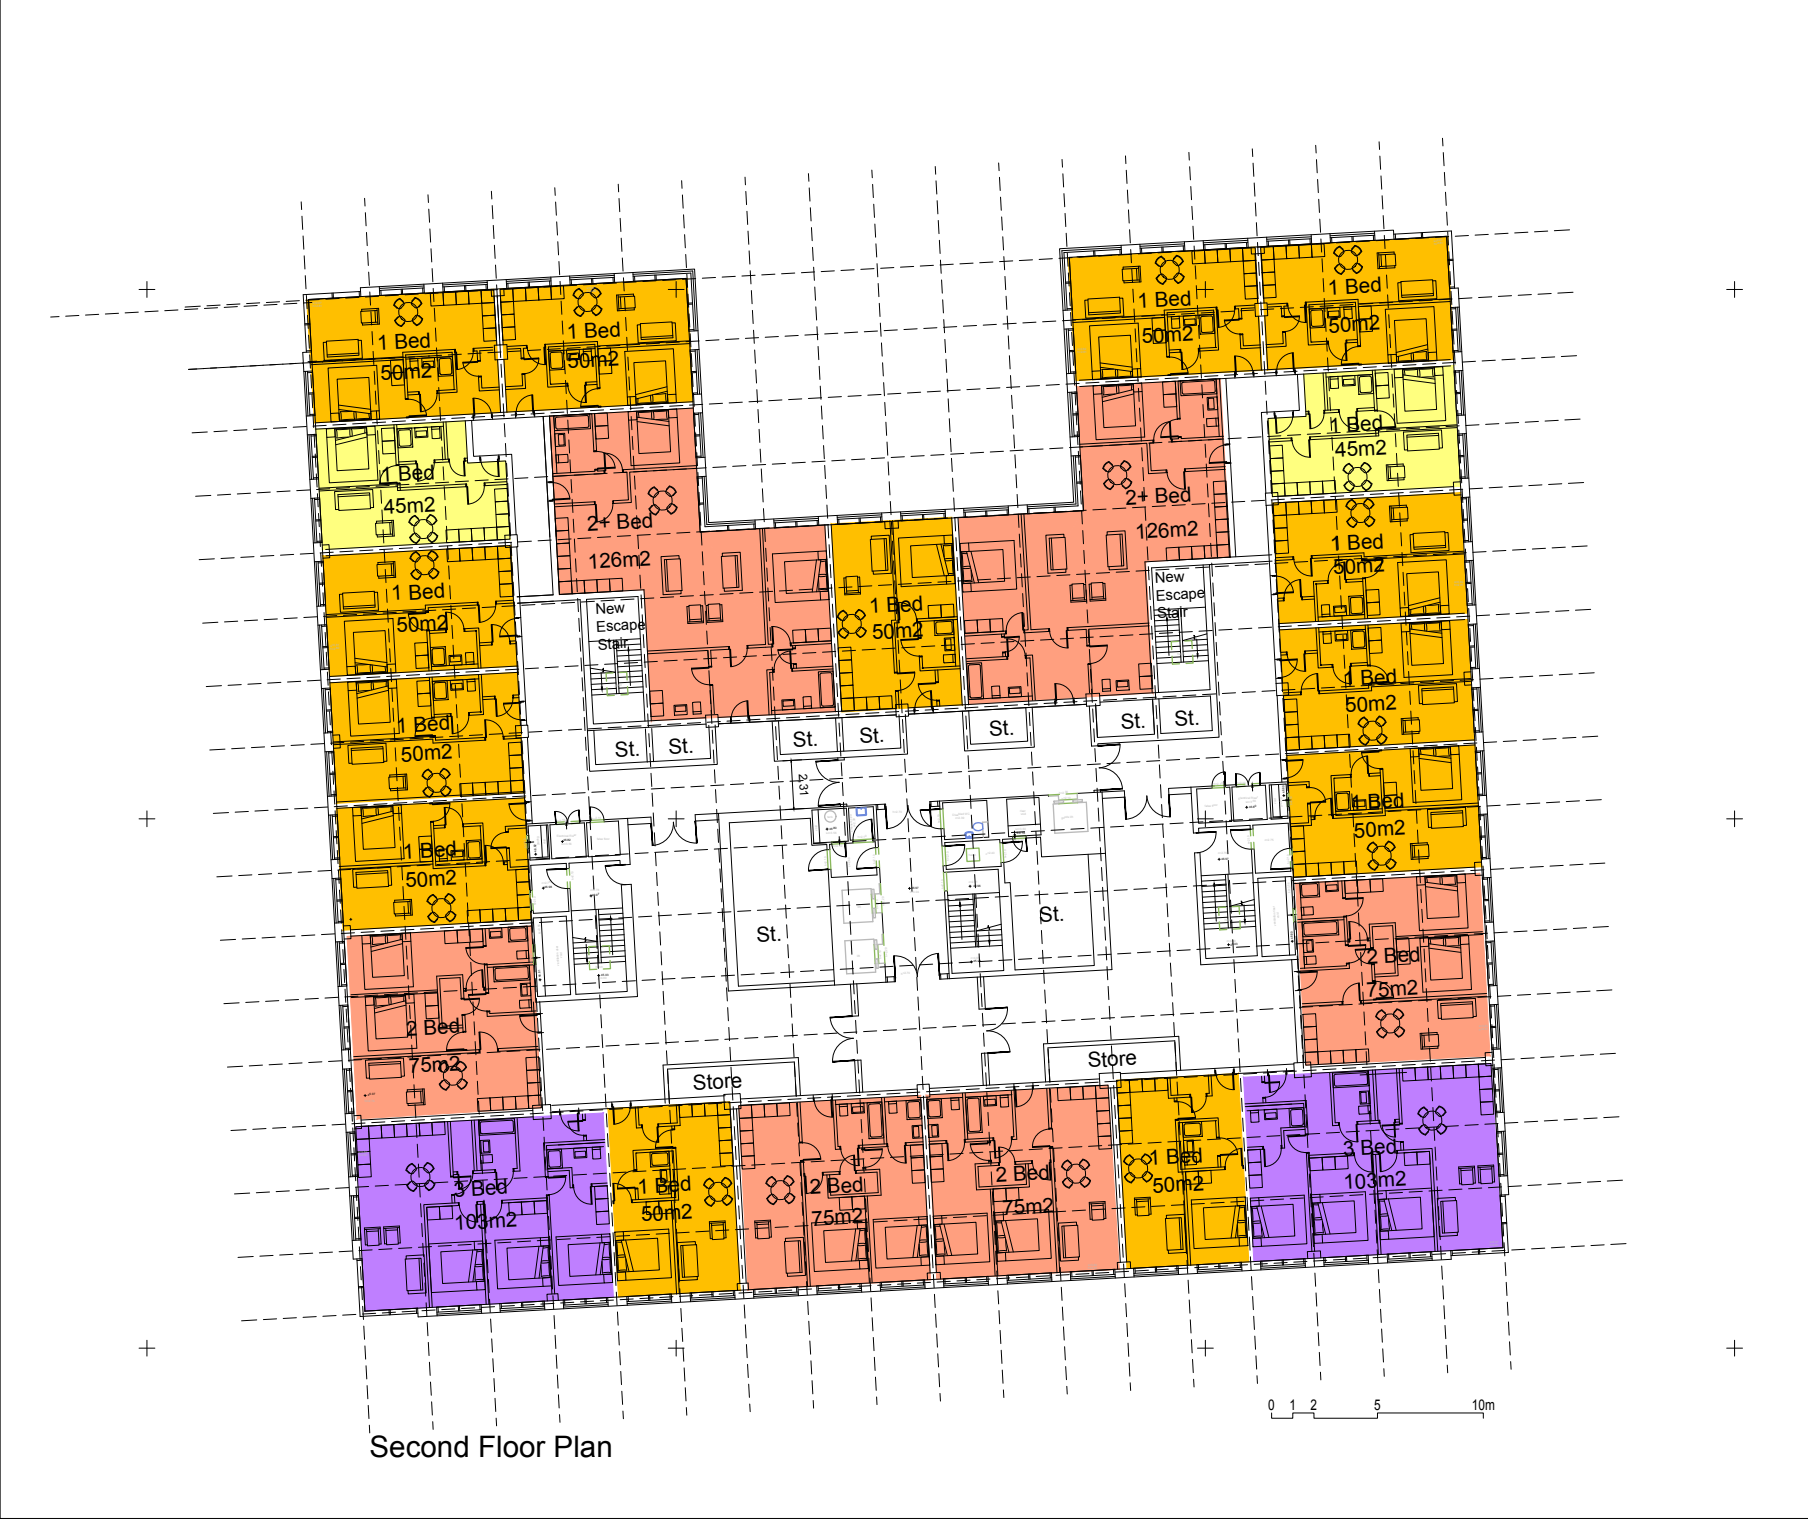 1 Bed
50m2
1 Bed
50m2
1 Bed
50m2
1 Bed
50m2
1 Bed
45m2
2+ Bed
126m2
2+ Bed
126m2
1 Bed
45m2
1 Bed
50m2
New
Escape
Stair
1 Bed
50m2
New
Escape
Stair
1 Bed
50m2
1 Bed
50m2
1 Bed
50m2
St.
St.
St.
St.
St.
St.
St.
231
1 Bed
50m2
1 Bed
50m2
St.
St.
2 Bed
75m2
2 Bed
75m2
Store
Store
3 Bed
103m2
1 Bed
50m2
2 Bed
75m2
2 Bed
75m2
1 Bed
50m2
3 Bed
103m2
0 1 2 5 10m
Second Floor Plan